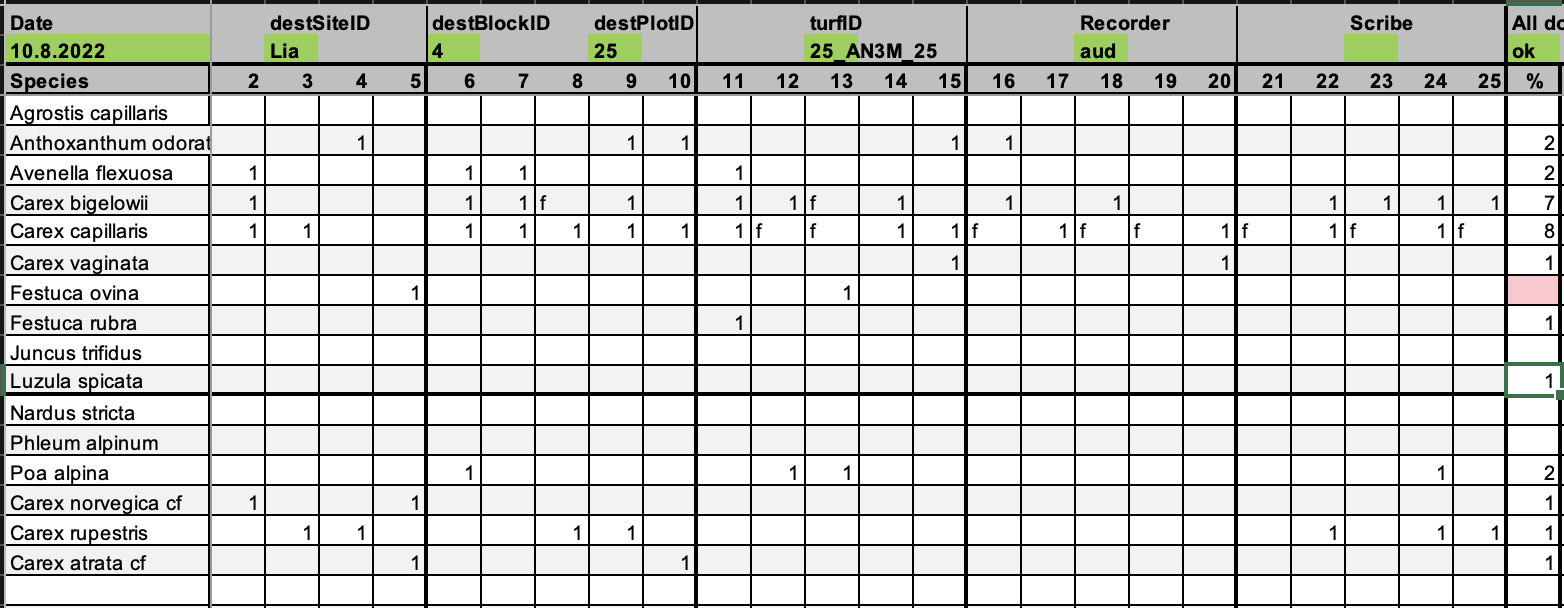 Date destSiteID destBlockID destPlotID turfID Recorder Scribe All do
10.8.2022 Lia 4 25 25_AN3M_25 aud ok
Species 2 3 4 5 6 7 8 9 10 11 12 13 14 15 16 17 18 19 20 21 22 23 24 25 %
Agrostis capillaris
Anthoxanthum odorat 1 1 1 1 1 2
Avenella flexuosa 1 1 1 1 2
Carex bigelowii 1 1 1 f 1 1 1 f 1 1 1 1 1 1 1 7
Carex capillaris 1 1 1 1 1 1 1 1 f f 1 1 f 1 f f 1 f 1 f 1 f 8
Carex vaginata 1 1 1
Festuca ovina 1 1
Festuca rubra 1 1
Juncus trifidus
Luzula spicata 1
Nardus stricta
Phleum alpinum
Poa alpina 1 1 1 1 2
Carex norvegica cf 1 1 1
Carex rupestris 1 1 1 1 1 1 1 1
Carex atrata cf 1 1 1